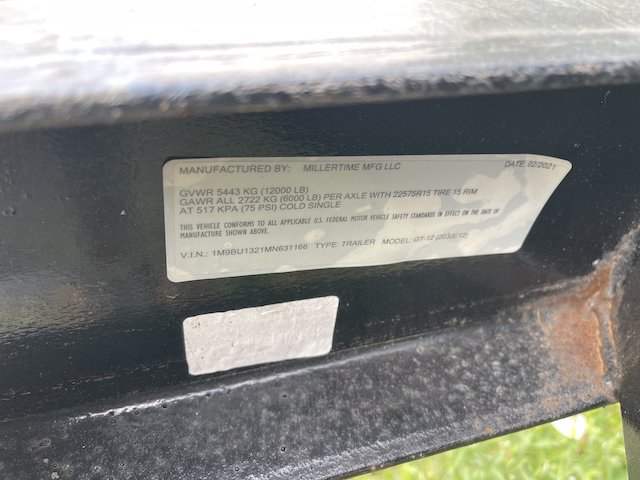 MANUFACTURED BY: MILLERTIME MFG LLC DATE: 02/2021
GVWR 5443 KG (12000 LB)
GAWR ALL 2722 KG (6000 LB) PER AXLE WITH 22575R15 TIRE 15 RIM
AT 517 KPA (75 PSI) COLD SINGLE
THIS VEHICLE CONFORMS TO ALL APPLICABLE U.S. FEDERAL MOTOR VEHICLE SAFETY STANDARDS IN EFFECT ON THE DATE OF
MANUFACTURE SHOWN ABOVE.
V.I.N.: 1M9BU1321MN631166 TYPE: TRAILER MODEL: GT-12